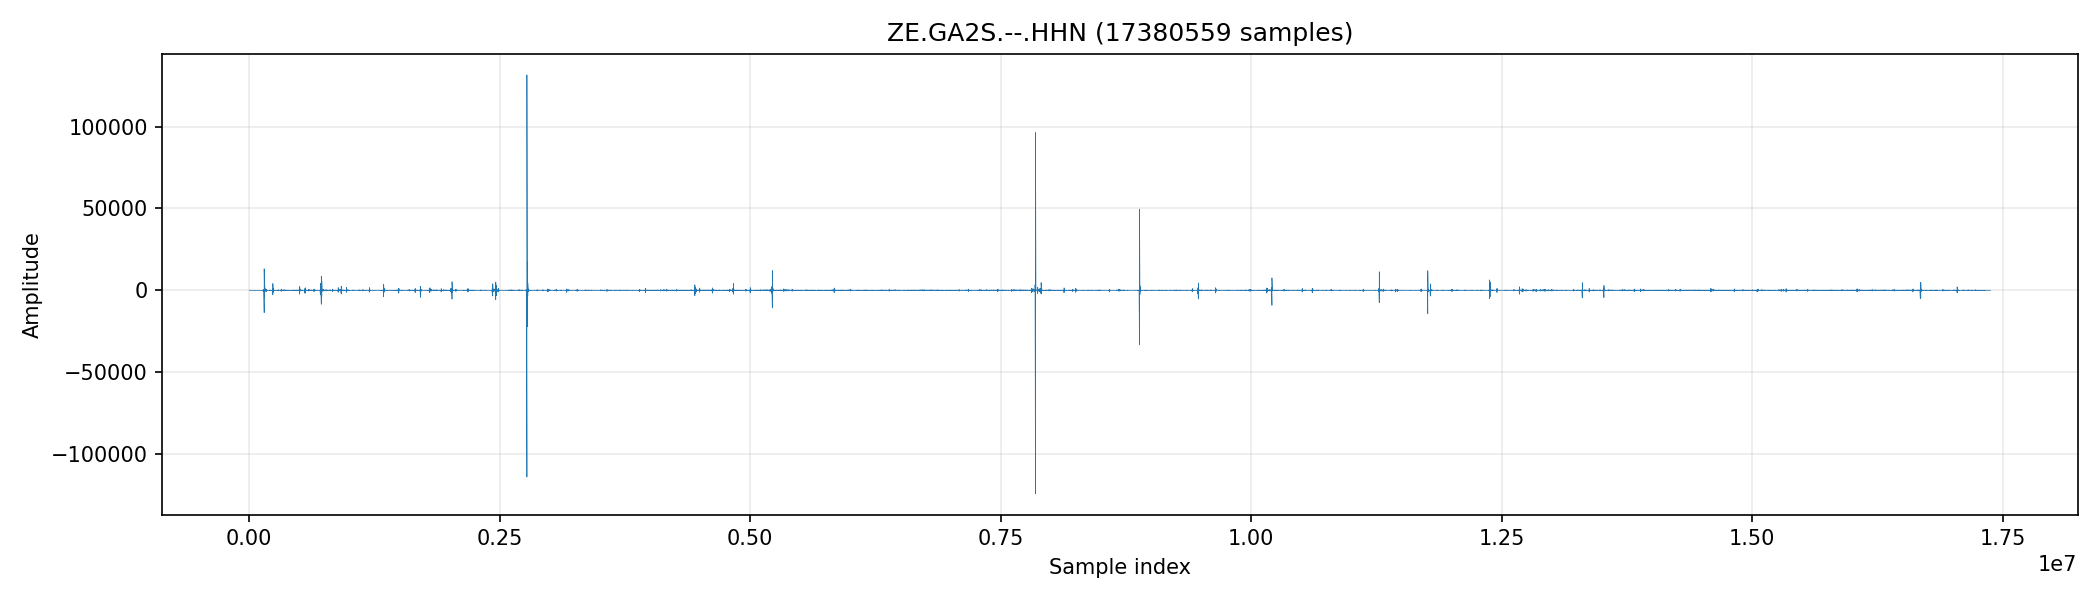 ZE.GA2S.--.HHN (17380559 samples)
Amplitude
100000
50000
0
−50000
−100000
0.00 0.25 0.50 0.75 1.00 1.25 1.50 1.75
1e7
Sample index